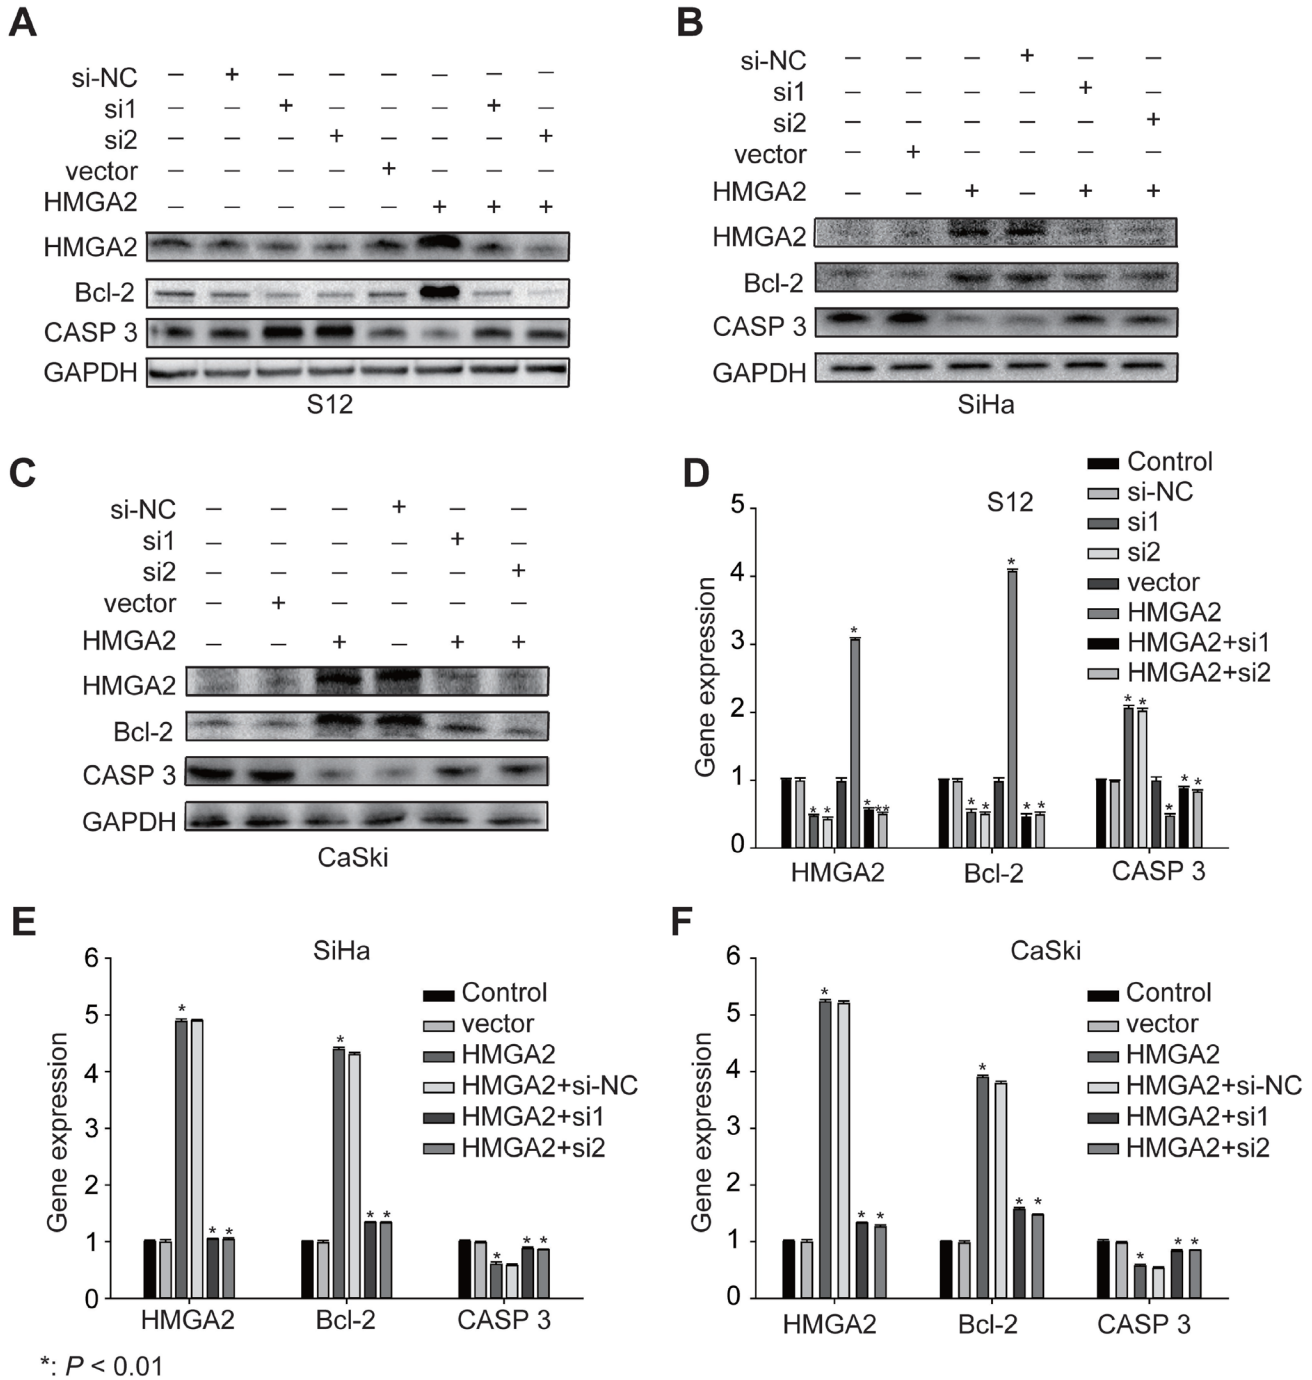 A
si-NC − + − − − − − −
si1 − − + − − − + −
si2 − − − + − − − +
vector − − − − + − − −
HMGA2 − − − − − + + +
HMGA2
Bcl-2
CASP 3
GAPDH
S12
B
si-NC − − − + − −
si1 − − − − + −
si2 − − − − − +
vector − + − − − −
HMGA2 − − + − + +
HMGA2
Bcl-2
CASP 3
GAPDH
SiHa
C
si-NC − − − + − −
si1 − − − − + −
si2 − − − − − +
vector − + − − − −
HMGA2 − − + − + +
HMGA2
Bcl-2
CASP 3
GAPDH
CaSki
D
S12
Gene expression
5
4
3
2
1
0
* * * * **
* * * * *
* * * * *
HMGA2 Bcl-2 CASP 3
Control
si-NC
si1
si2
vector
HMGA2
HMGA2+si1
HMGA2+si2
E
SiHa
Gene expression
6
5
4
3
2
1
0
* * *
* * *
* * *
HMGA2 Bcl-2 CASP 3
Control
vector
HMGA2
HMGA2+si-NC
HMGA2+si1
HMGA2+si2
F
CaSki
Gene expression
6
5
4
3
2
1
0
* * *
* * *
* * *
HMGA2 Bcl-2 CASP 3
Control
vector
HMGA2
HMGA2+si-NC
HMGA2+si1
HMGA2+si2
*: P < 0.01